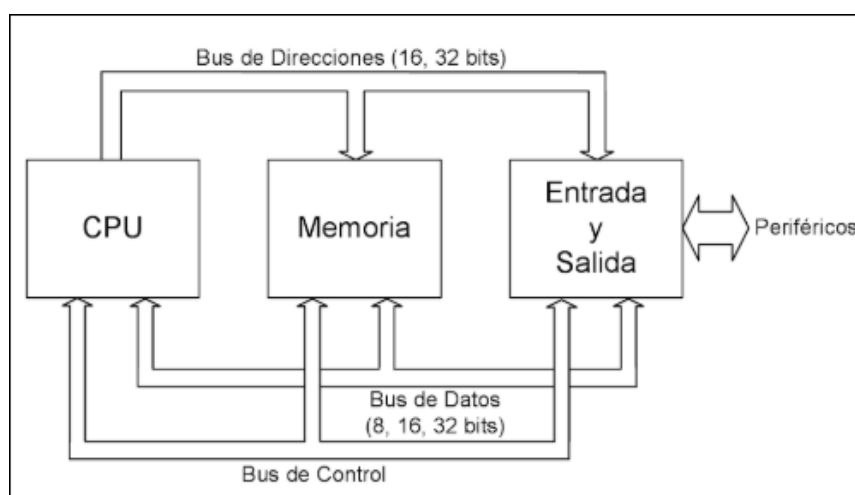 Bus de Direcciones (16, 32 bits)
CPU
Memoria
Entrada
y
Salida
Periféricos
Bus de Datos
(8, 16, 32 bits)
Bus de Control